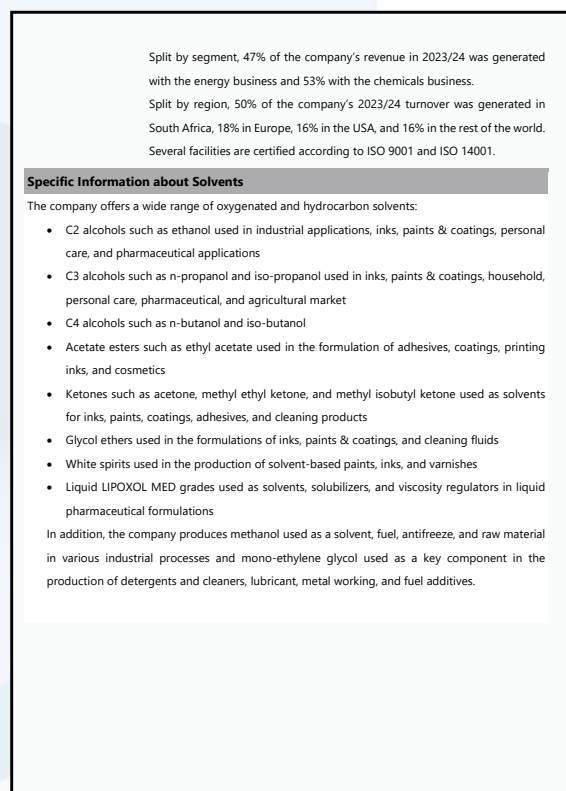 Split by segment, 47% of the company’s revenue in 2023/24 was generated
with the energy business and 53% with the chemicals business.
Split by region, 50% of the company’s 2023/24 turnover was generated in
South Africa, 18% in Europe, 16% in the USA, and 16% in the rest of the world.
Several facilities are certified according to ISO 9001 and ISO 14001.
Specific Information about Solvents
The company offers a wide range of oxygenated and hydrocarbon solvents:
• C2 alcohols such as ethanol used in industrial applications, inks, paints & coatings, personal
care, and pharmaceutical applications
• C3 alcohols such as n-propanol and iso-propanol used in inks, paints & coatings, household,
personal care, pharmaceutical, and agricultural market
• C4 alcohols such as n-butanol and iso-butanol
• Acetate esters such as ethyl acetate used in the formulation of adhesives, coatings, printing
inks, and cosmetics
• Ketones such as acetone, methyl ethyl ketone, and methyl isobutyl ketone used as solvents
for inks, paints, coatings, adhesives, and cleaning products
• Glycol ethers used in the formulations of inks, paints & coatings, and cleaning fluids
• White spirits used in the production of solvent-based paints, inks, and varnishes
• Liquid LIPOXOL MED grades used as solvents, solubilizers, and viscosity regulators in liquid
pharmaceutical formulations
In addition, the company produces methanol used as a solvent, fuel, antifreeze, and raw material
in various industrial processes and mono-ethylene glycol used as a key component in the
production of detergents and cleaners, lubricant, metal working, and fuel additives.